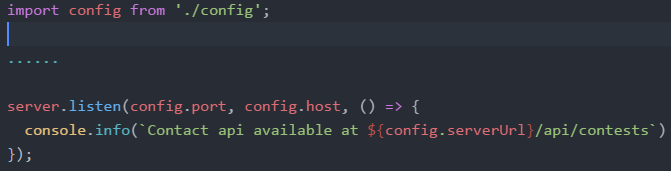 import config from './config';
......
server.listen(config.port, config.host, () => {
  console.info(`Contact api available at ${config.serverUrl}/api/contests`)
});